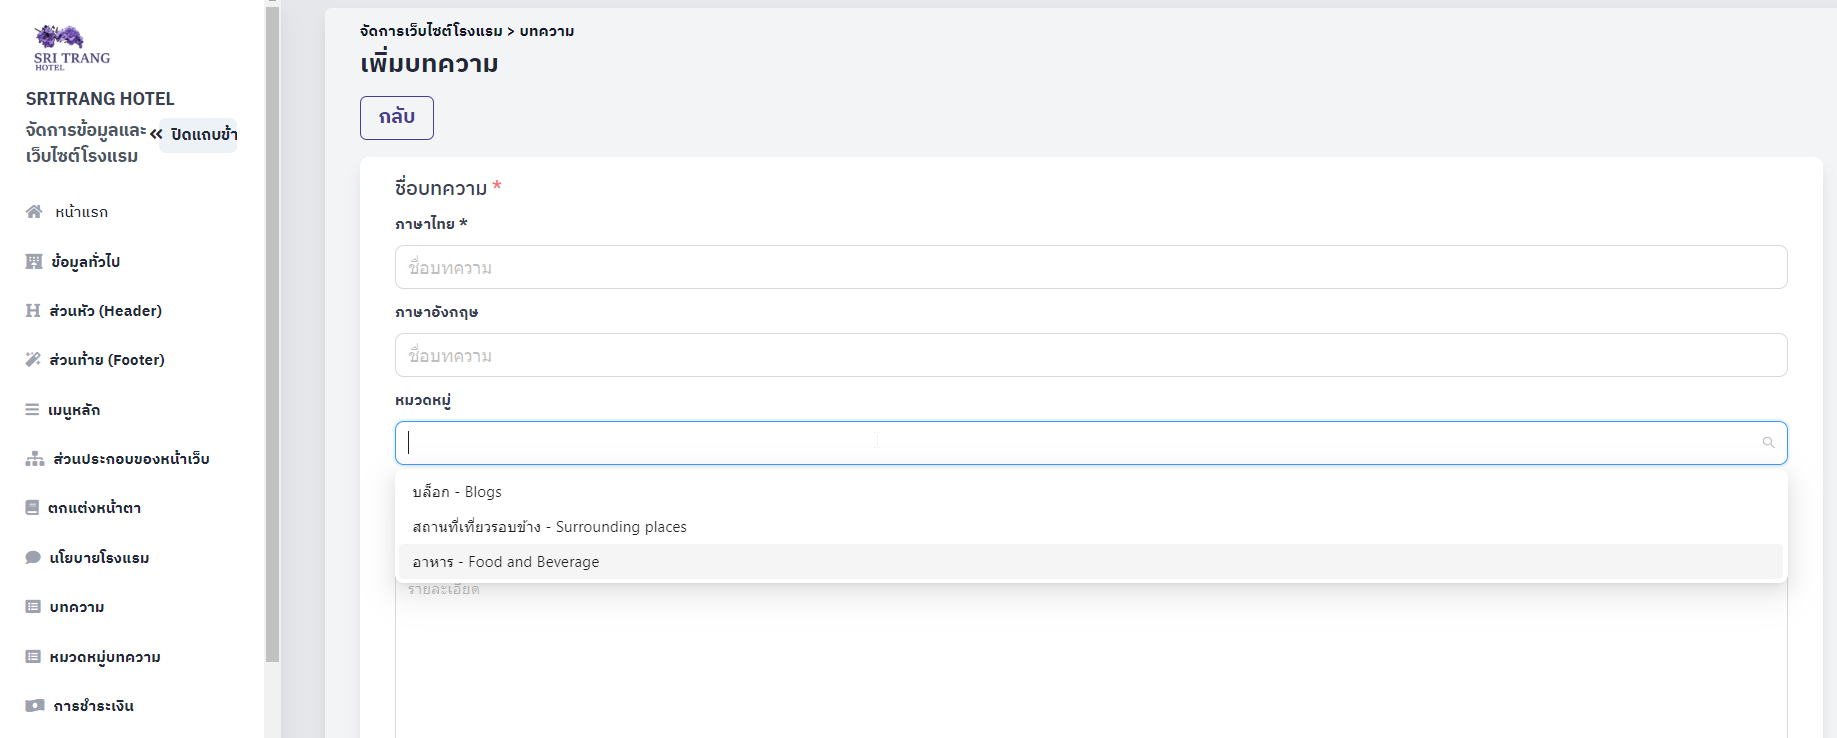 SRI TRANG
HOTEL
SRITRANG HOTEL
จัดการข้อมูลและ
เว็บไซต์โรงแรม
ปิดแถบข้า
หน้าแรก
ข้อมูลทั่วไป
ส่วนหัว (Header)
ส่วนท้าย (Footer)
เมนูหลัก
ส่วนประกอบของหน้าเว็บ
ตกแต่งหน้าตา
นโยบายโรงแรม
บทความ
หมวดหมู่บทความ
การชำระเงิน
จัดการเว็บไซต์โรงแรม > บทความ
เพิ่มบทความ
กลับ
ชื่อบทความ *
ภาษาไทย *
ชื่อบทความ
ภาษาอังกฤษ
ชื่อบทความ
หมวดหมู่
บล็อก - Blogs
สถานที่เที่ยวรอบข้าง - Surrounding places
อาหาร - Food and Beverage
รายละเอียด